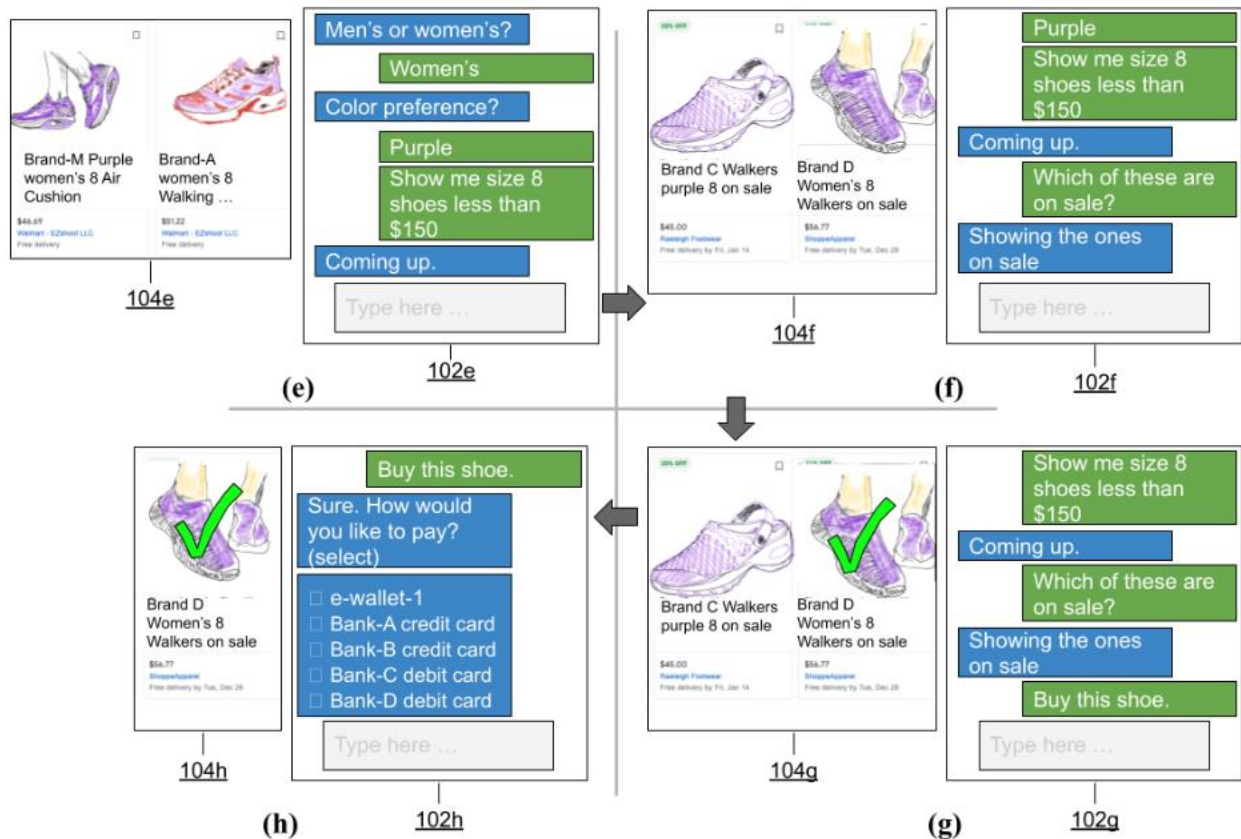 Brand-M Purple
women's 8 Air
Cushion
$46.69
Walmart - EZshool LLC
Free delivery
Brand-A
women's 8
Walking …
$51.22
Walmart - EZshool LLC
Free delivery
104e
Men's or women's?
Women's
Color preference?
Purple
Show me size 8
shoes less than
$150
Coming up.
Type here …
102e
(e)
Brand C Walkers
purple 8 on sale
$45.00
Raeleigh Footwear
Free delivery by Fri, Jan 14
Brand D
Women's 8
Walkers on sale
$56.77
ShoppeApparel
Free delivery by Tue, Dec 28
104f
Purple
Show me size 8
shoes less than
$150
Coming up.
Which of these are
on sale?
Showing the ones
on sale
Type here …
102f
(f)
Brand D
Women's 8
Walkers on sale
$56.77
ShoppeApparel
Free delivery by Tue, Dec 28
104h
Buy this shoe.
Sure. How would
you like to pay?
(select)
e-wallet-1
Bank-A credit card
Bank-B credit card
Bank-C debit card
Bank-D debit card
Type here …
102h
(h)
Brand C Walkers
purple 8 on sale
$45.00
Raeleigh Footwear
Free delivery by Fri, Jan 14
Brand D
Women's 8
Walkers on sale
$56.77
ShoppeApparel
Free delivery by Tue, Dec 28
104g
Show me size 8
shoes less than
$150
Coming up.
Which of these are
on sale?
Showing the ones
on sale
Buy this shoe.
Type here …
102g
(g)